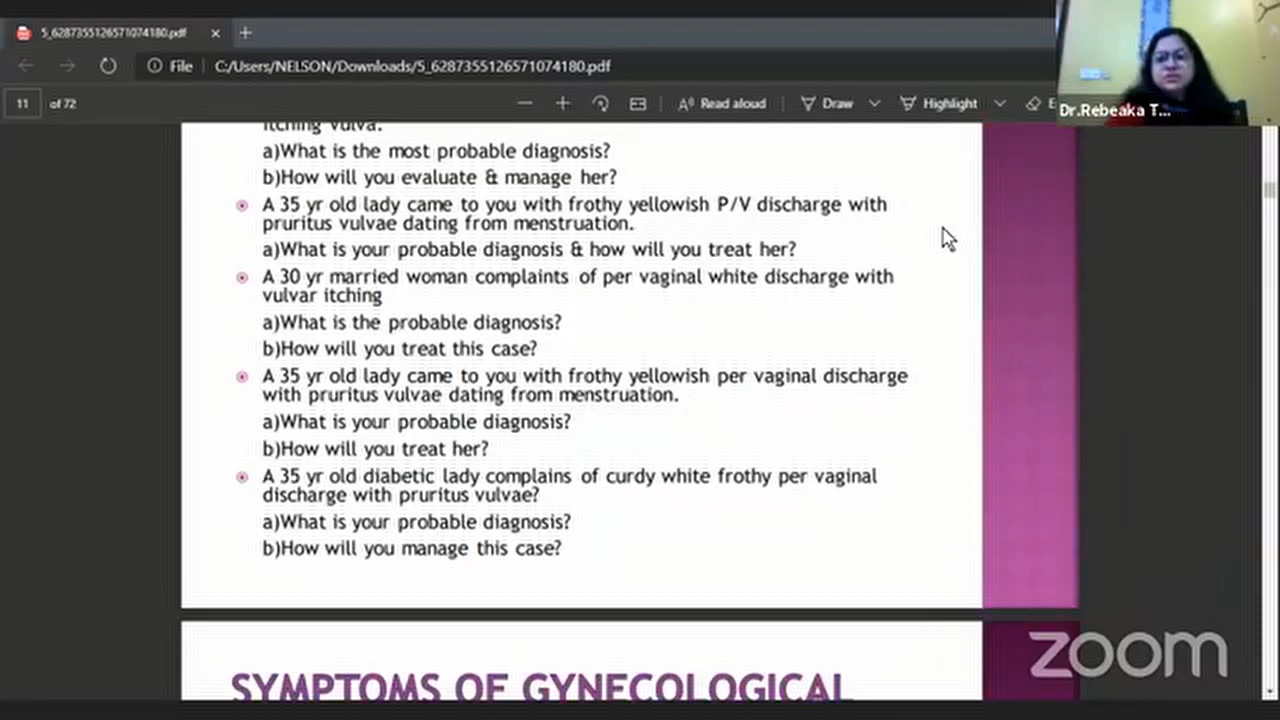 5_6287355126571074180.pdf
File
C:/Users/NELSON/Downloads/5_6287355126571074180.pdf
11 of 72
Read aloud
Draw
Highlight
E
Dr.Rebeaka T...
itching vulva.
a)What is the most probable diagnosis?
b)How will you evaluate & manage her?
A 35 yr old lady came to you with frothy yellowish P/V discharge with
pruritus vulvae dating from menstruation.
a)What is your probable diagnosis & how will you treat her?
A 30 yr married woman complaints of per vaginal white discharge with
vulvar itching
a)What is the probable diagnosis?
b)How will you treat this case?
A 35 yr old lady came to you with frothy yellowish per vaginal discharge
with pruritus vulvae dating from menstruation.
a)What is your probable diagnosis?
b)How will you treat her?
A 35 yr old diabetic lady complains of curdy white frothy per vaginal
discharge with pruritus vulvae?
a)What is your probable diagnosis?
b)How will you manage this case?
SYMPTOMS OF GYNECOLOGICAL
zoom